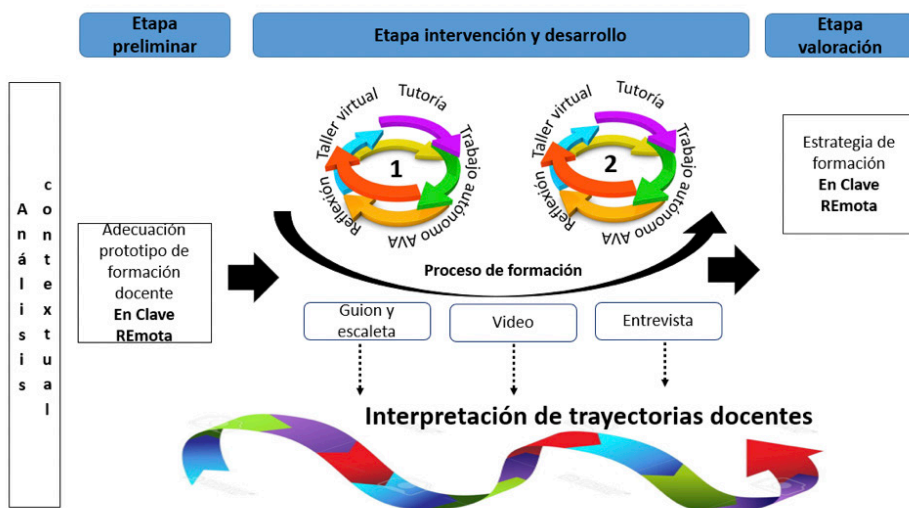 Etapa
preliminar
Etapa intervención y desarrollo
Etapa
valoración
Análisis
contextual
Adecuación
prototipo de
formación
docente
En Clave
REmota
Taller virtual
Tutoría
Trabajo autónomo AVA
Reflexión
1
Taller virtual
Tutoría
Trabajo autónomo AVA
Reflexión
2
Proceso de formación
Guion y
escaleta
Video
Entrevista
Estrategia de
formación
En Clave
REmota
Interpretación de trayectorias docentes